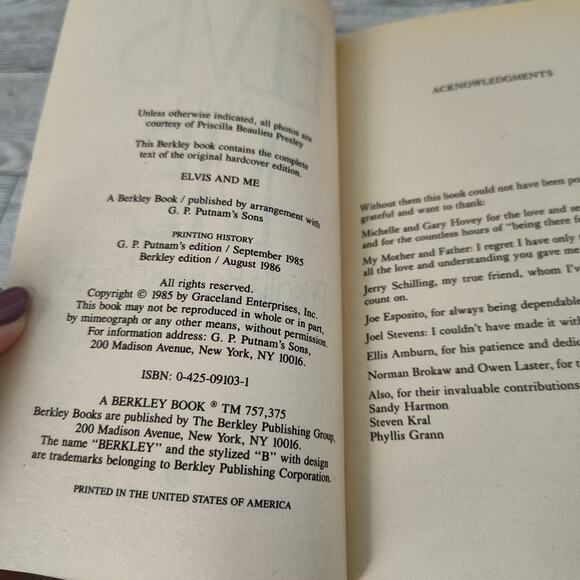 Unless otherwise indicated, all photos are
courtesy of Priscilla Beaulieu Presley
This Berkley book contains the complete
text of the original hardcover edition.
ELVIS AND ME
A Berkley Book / published by arrangement with
G. P. Putnam's Sons
PRINTING HISTORY
G. P. Putnam's edition / September 1985
Berkley edition / August 1986
All rights reserved.
Copyright © 1985 by Graceland Enterprises, Inc.
This book may not be reproduced in whole or in part,
by mimeograph or any other means, without permission.
For information address: G. P. Putnam's Sons,
200 Madison Avenue, New York, NY 10016.
ISBN: 0-425-09103-1
A BERKLEY BOOK ® TM 757,375
Berkley Books are published by The Berkley Publishing Group,
200 Madison Avenue, New York, NY 10016.
The name "BERKLEY" and the stylized "B" with design
are trademarks belonging to Berkley Publishing Corporation.
PRINTED IN THE UNITED STATES OF AMERICA
ACKNOWLEDGMENTS
Without them this book could not have been
grateful and want to thank:
Michelle and Gary Hovey for the love and
and for the countless hours of "being there
My Mother and Father: I regret I have only
all the love and understanding you gave me
Jerry Schilling, my true friend, whom I've
count on.
Joe Esposito, for always being dependable
Joel Stevens: I couldn't have made it
Ellis Amburn, for his patience and
Norman Brokaw and Owen Laster, for
Also, for their invaluable contributions
Sandy Harmon
Steven Kral
Phyllis Grann